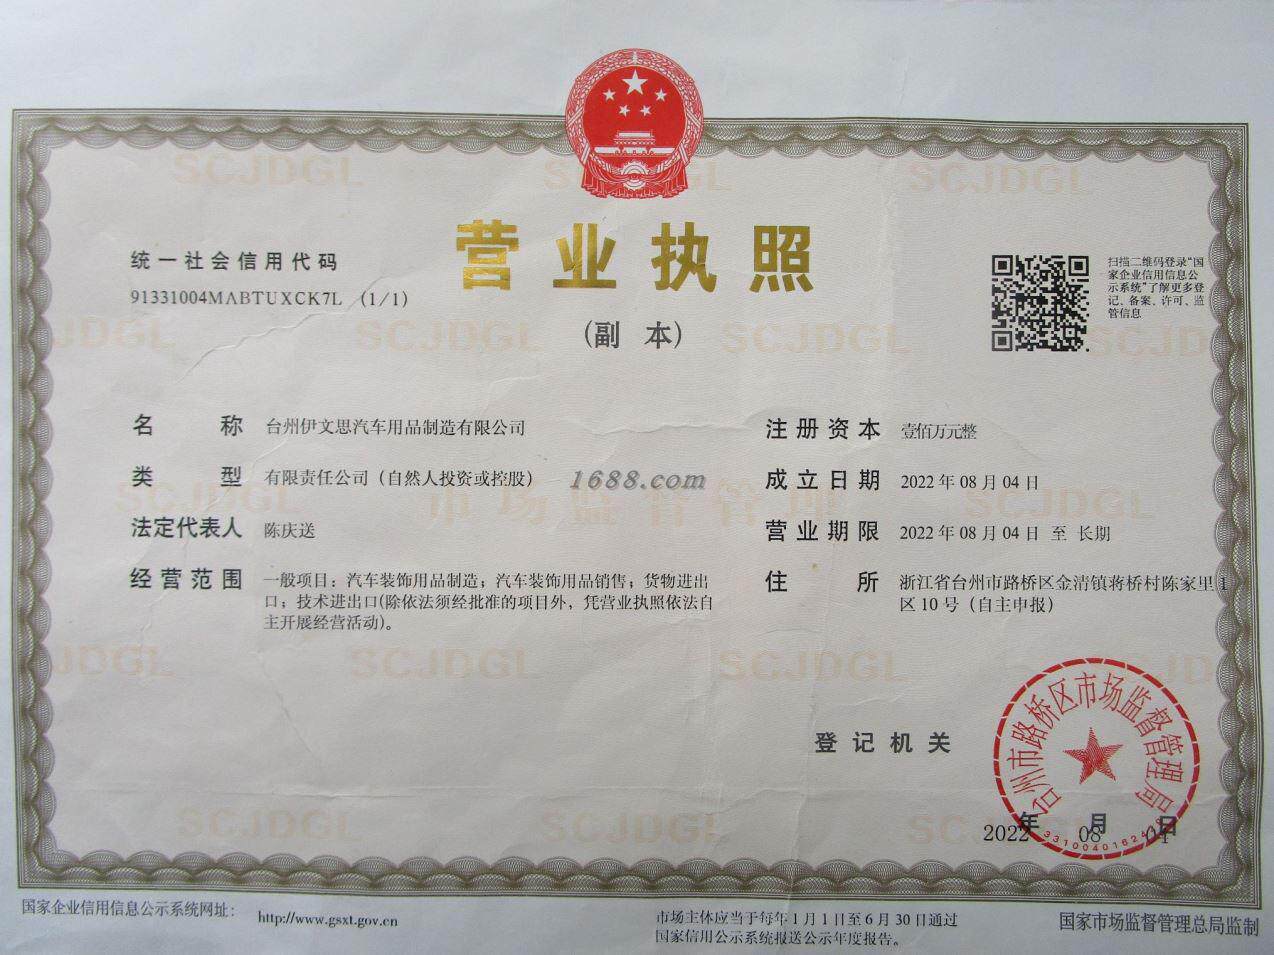 营业执照
(副 本)
统一社会信用代码
91331004MABTUXCK7L (1/1)
扫描二维码登录“国
家企业信用信息公
示系统”了解更多登
记、备案、许可、监
管信息
名 称 台州伊文思汽车用品制造有限公司
类 型 有限责任公司（自然人投资或控股）
法定代表人 陈庆送
经营范围 一般项目：汽车装饰用品制造；汽车装饰用品销售；货物进出
口；技术进出口(除依法须经批准的项目外，凭营业执照依法自
主开展经营活动)。
注册资本 壹佰万元整
成立日期 2022年08月04日
营业期限 2022年08月04日 至 长期
住 所 浙江省台州市路桥区金清镇蒋桥村陈家里1
区10号（自主申报）
1688.com
SCJDGL
市场监督管理
登记机关
台州市路桥区市场监督管理局
2022年 08月 04日
国家企业信用信息公示系统网址：
http://www.gsxt.gov.cn
市场主体应当于每年1月1日至6月30日通过
国家信用公示系统报送公示年度报告。
国家市场监督管理总局监制